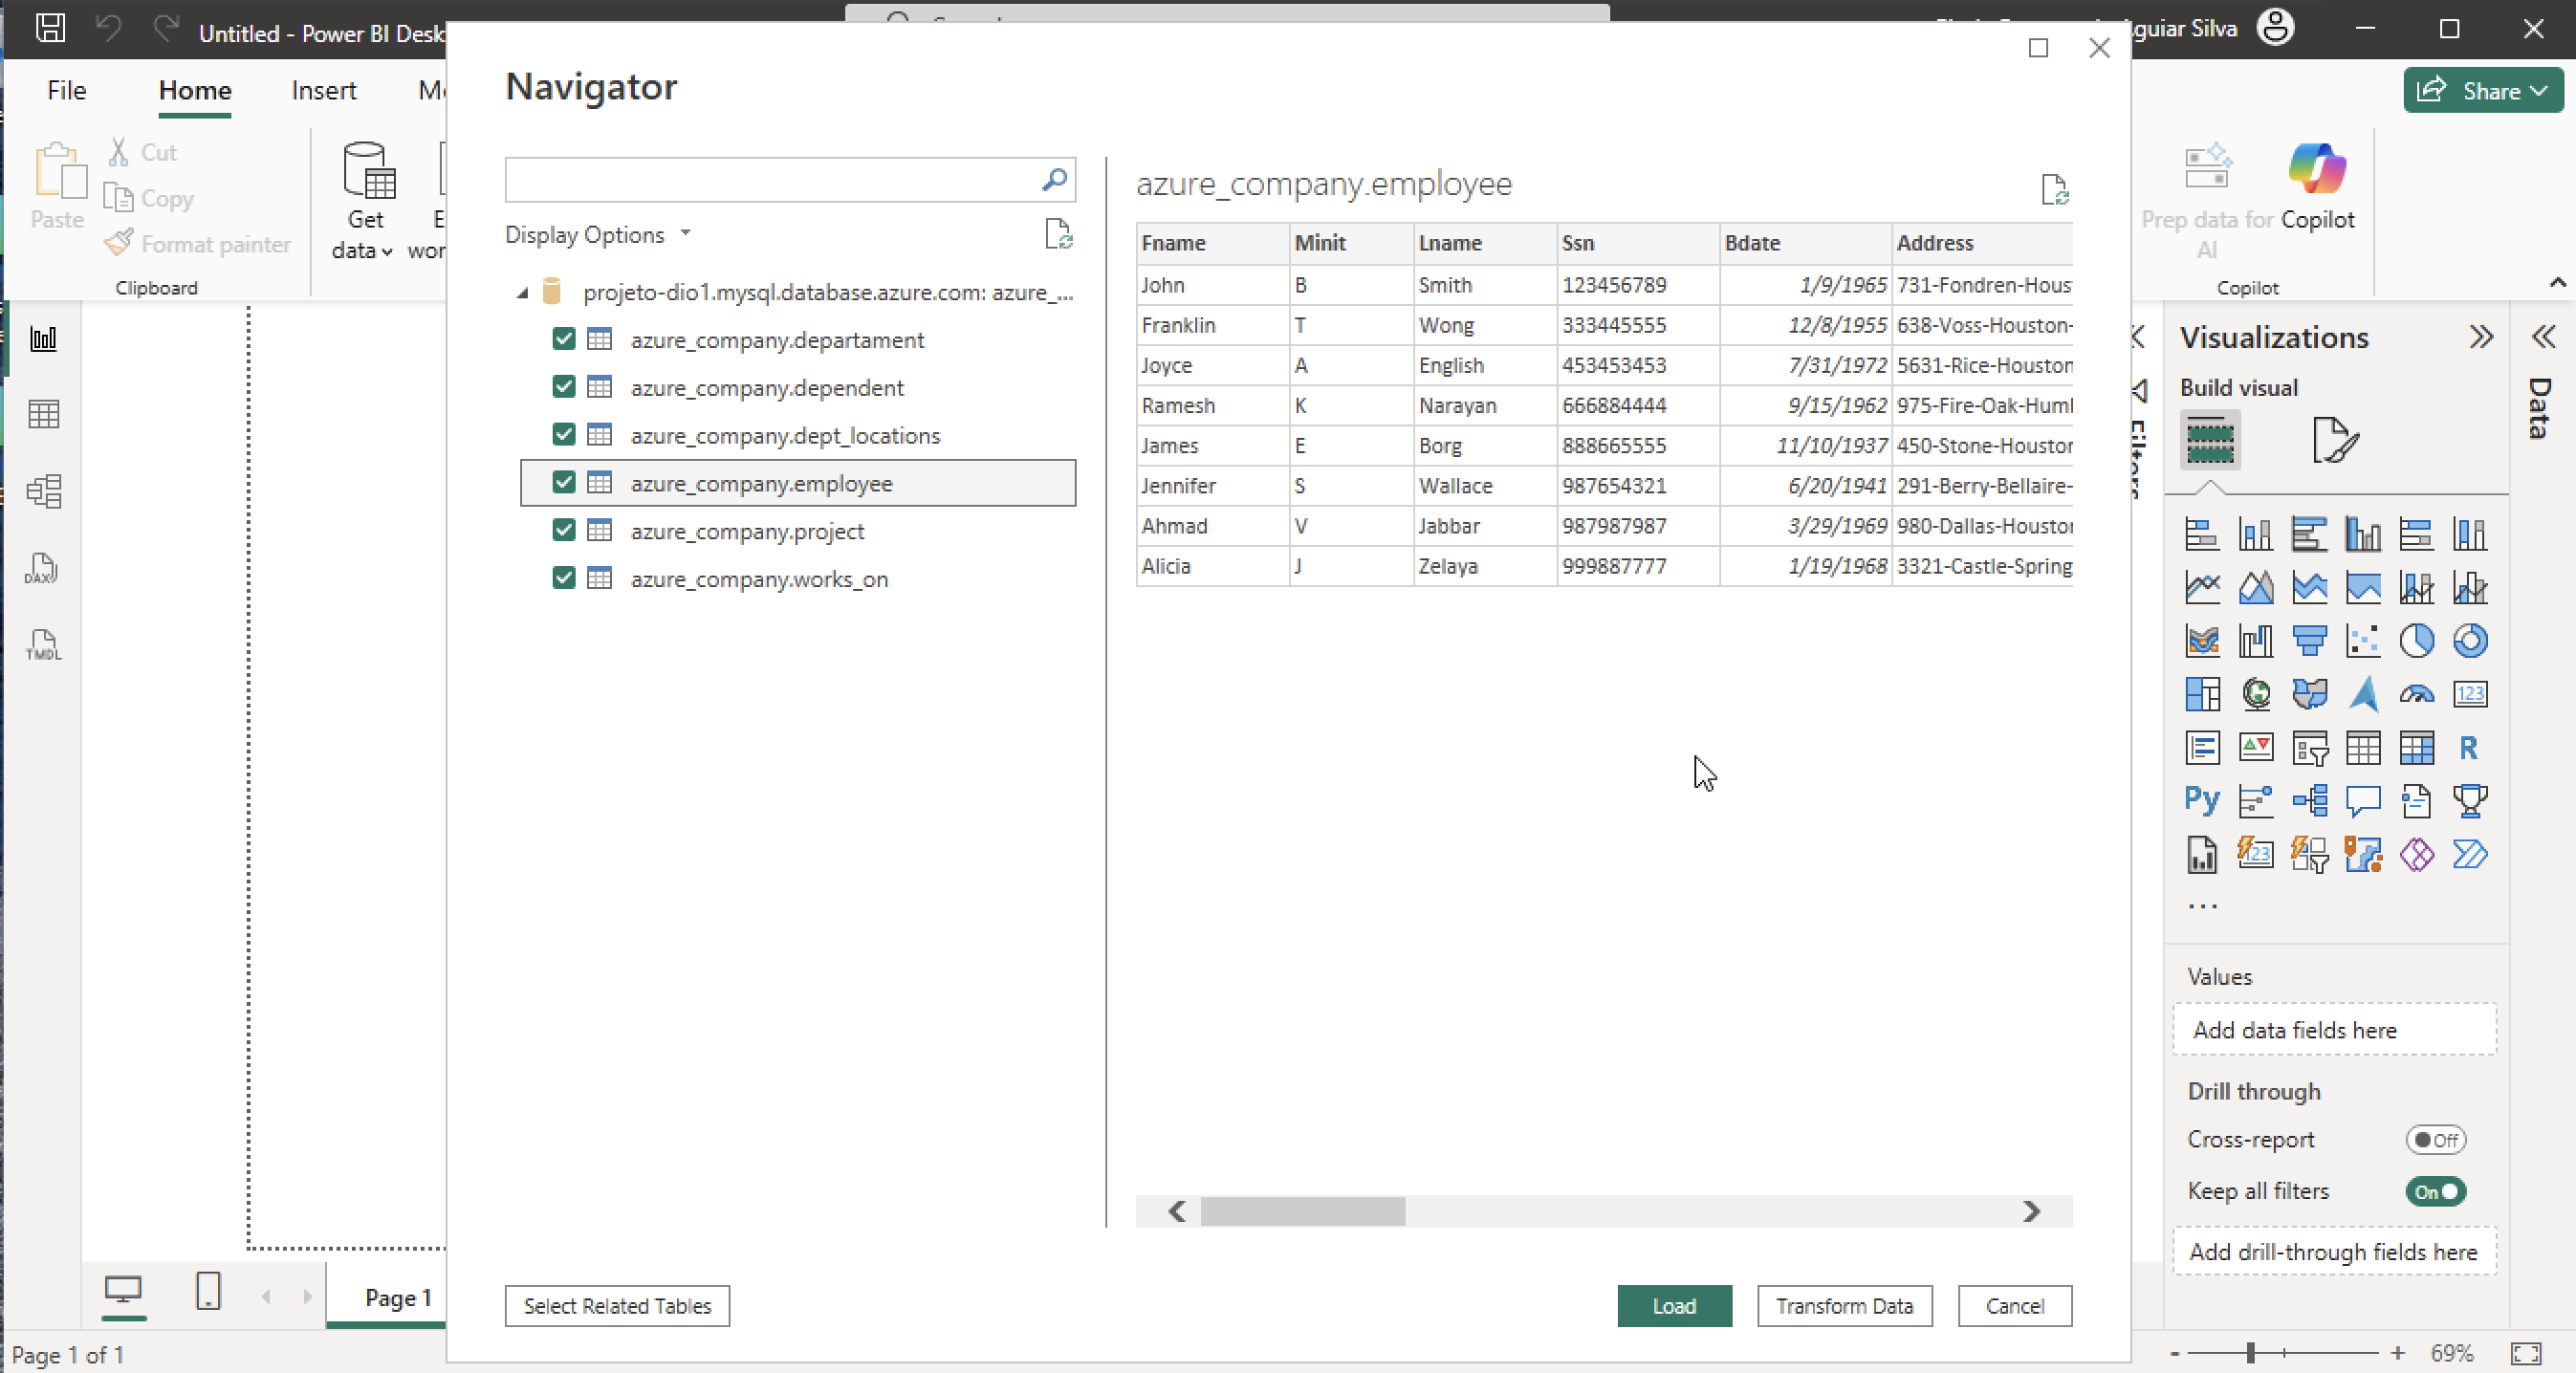 Untitled - Power BI Desk
guiar Silva
File
Home
Insert
Share
Paste
Cut
Copy
Format painter
Clipboard
Get
data
Prep data for
AI
Copilot
Copilot
Navigator
Display Options
projeto-dio1.mysql.database.azure.com: azure_...
azure_company.departament
azure_company.dependent
azure_company.dept_locations
azure_company.employee
azure_company.project
azure_company.works_on
azure_company.employee
Fname Minit Lname Ssn Bdate Address
John B Smith 123456789 1/9/1965 731-Fondren-Hous
Franklin T Wong 333445555 12/8/1955 638-Voss-Houston-
Joyce A English 453453453 7/31/1972 5631-Rice-Houston
Ramesh K Narayan 666884444 9/15/1962 975-Fire-Oak-Huml
James E Borg 888665555 11/10/1937 450-Stone-Houston
Jennifer S Wallace 987654321 6/20/1941 291-Berry-Bellaire-
Ahmad V Jabbar 987987987 3/29/1969 980-Dallas-Houston
Alicia J Zelaya 999887777 1/19/1968 3321-Castle-Spring
Select Related Tables
Load
Transform Data
Cancel
DAX
TMDL
Filters
Visualizations
Build visual
Data
123
R
Py
123
...
Values
Add data fields here
Drill through
Cross-report
Off
Keep all filters
On
Add drill-through fields here
Page 1
Page 1 of 1
- + 69%